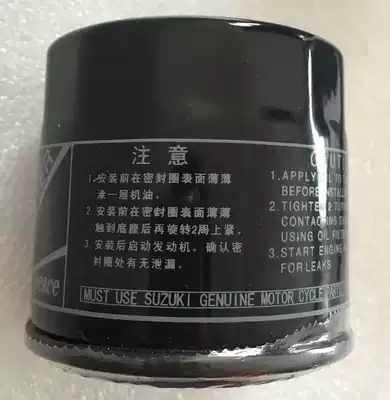 注意
1.安装前在密封圈表面薄薄
涂一层机油。
2.安装前在密封圈表面薄薄
触到底座后再旋转2周上紧。
3.安装后启动发动机。确认密
封圈处有无泄漏。
1.APPLY OIL TO
BEFORE INSTALL
2.TIGHTEN 2 TURN
CONTACTING
USING OIL FILT
3.START ENGINE
FOR LEAKS
MUST USE SUZUKI GENUINE MOTOR CYCLE PARTS